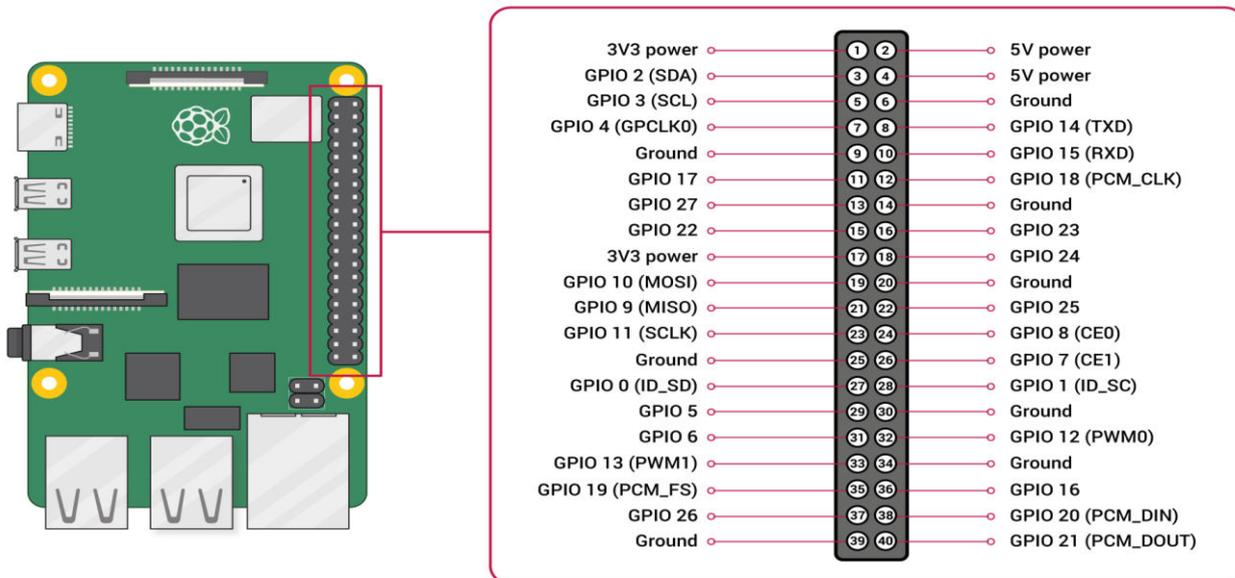 3V3 power 1 2 5V power
GPIO 2 (SDA) 3 4 5V power
GPIO 3 (SCL) 5 6 Ground
GPIO 4 (GPCLK0) 7 8 GPIO 14 (TXD)
Ground 9 10 GPIO 15 (RXD)
GPIO 17 11 12 GPIO 18 (PCM_CLK)
GPIO 27 13 14 Ground
GPIO 22 15 16 GPIO 23
3V3 power 17 18 GPIO 24
GPIO 10 (MOSI) 19 20 Ground
GPIO 9 (MISO) 21 22 GPIO 25
GPIO 11 (SCLK) 23 24 GPIO 8 (CE0)
Ground 25 26 GPIO 7 (CE1)
GPIO 0 (ID_SD) 27 28 GPIO 1 (ID_SC)
GPIO 5 29 30 Ground
GPIO 6 31 32 GPIO 12 (PWM0)
GPIO 13 (PWM1) 33 34 Ground
GPIO 19 (PCM_FS) 35 36 GPIO 16
GPIO 26 37 38 GPIO 20 (PCM_DIN)
Ground 39 40 GPIO 21 (PCM_DOUT)